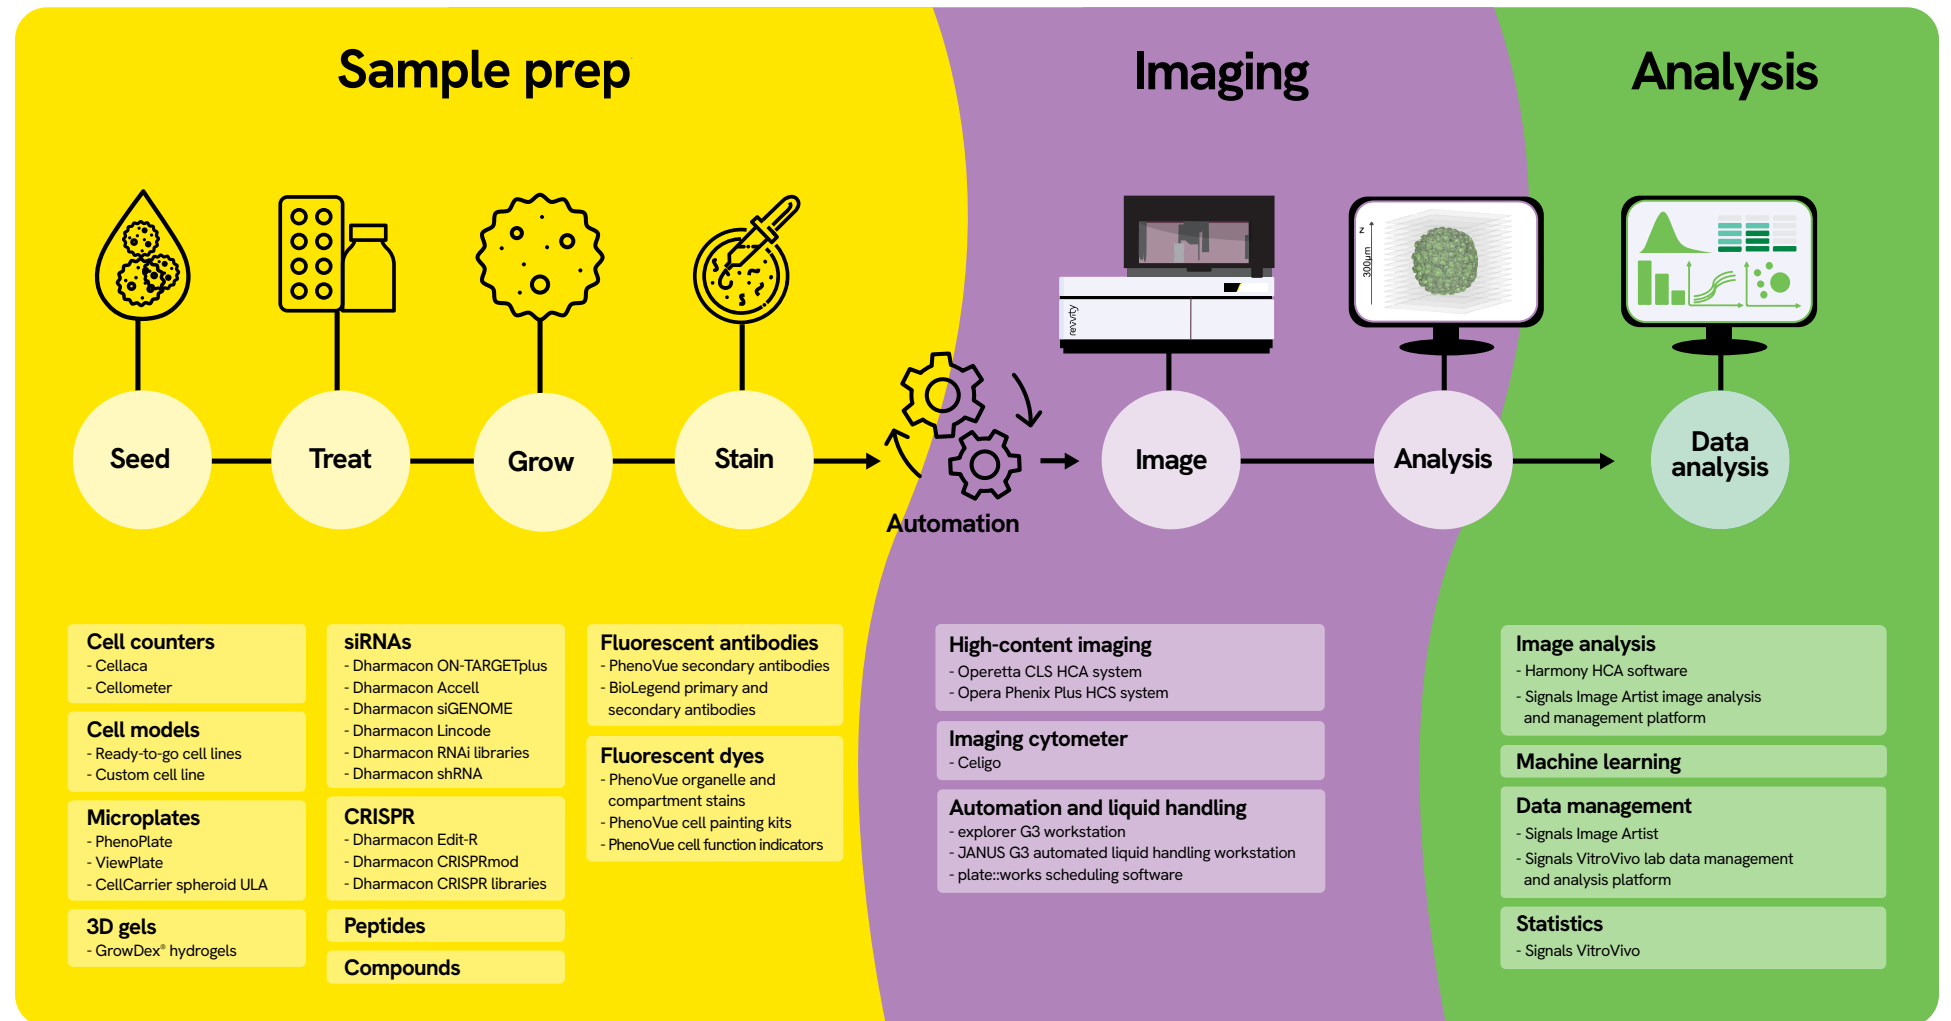 Sample prep
Imaging
Analysis
z
300µm
revvity
Seed
Treat
Grow
Stain
Automation
Image
Analysis
Data
analysis
Cell counters
- Cellaca
- Cellometer
Cell models
- Ready-to-go cell lines
- Custom cell line
Microplates
- PhenoPlate
- ViewPlate
- CellCarrier spheroid ULA
3D gels
- GrowDex® hydrogels
siRNAs
- Dharmacon ON-TARGETplus
- Dharmacon Accell
- Dharmacon siGENOME
- Dharmacon Lincode
- Dharmacon RNAi libraries
- Dharmacon shRNA
CRISPR
- Dharmacon Edit-R
- Dharmacon CRISPRmod
- Dharmacon CRISPR libraries
Peptides
Compounds
Fluorescent antibodies
- PhenoVue secondary antibodies
- BioLegend primary and
secondary antibodies
Fluorescent dyes
- PhenoVue organelle and
compartment stains
- PhenoVue cell painting kits
- PhenoVue cell function indicators
High-content imaging
- Operetta CLS HCA system
- Opera Phenix Plus HCS system
Imaging cytometer
- Celigo
Automation and liquid handling
- explorer G3 workstation
- JANUS G3 automated liquid handling workstation
- plate::works scheduling software
Image analysis
- Harmony HCA software
- Signals Image Artist image analysis
and management platform
Machine learning
Data management
- Signals Image Artist
- Signals VitroVivo lab data management
and analysis platform
Statistics
- Signals VitroVivo